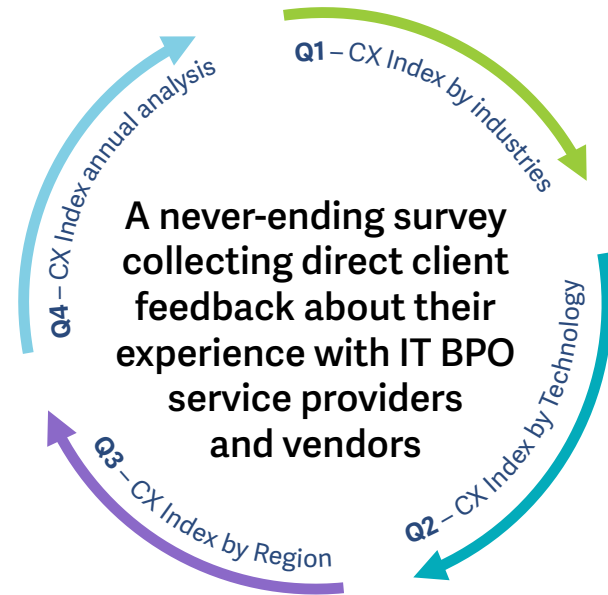 Q1 – CX Index by industries
Q2 – CX Index by Technology
Q3 – CX Index by Region
Q4 – CX Index annual analysis
A never-ending survey
collecting direct client
feedback about their
experience with IT BPO
service providers
and vendors